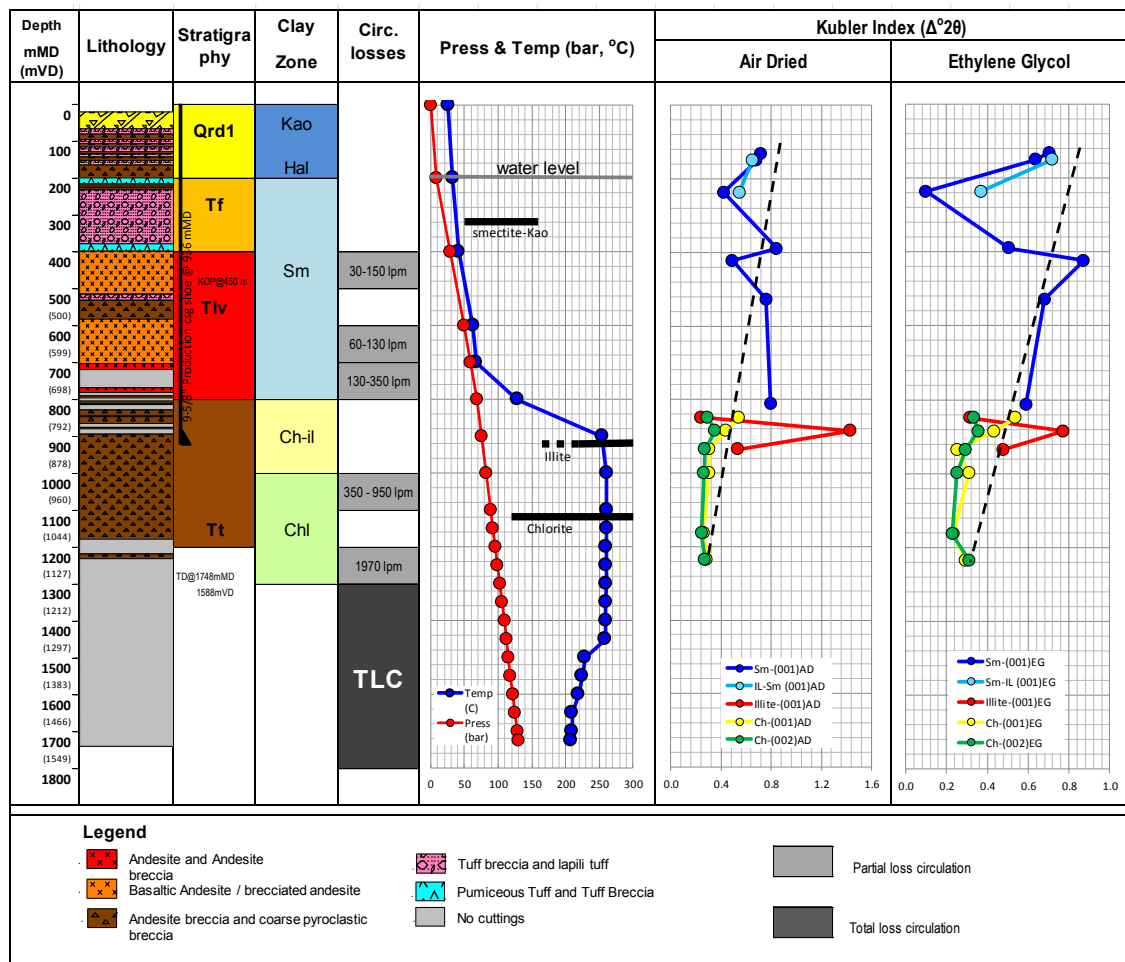 Depth
mMD
(mVD)
Lithology
Stratigra
phy
Clay
Zone
Circ.
losses
Press & Temp (bar, °C)
Kubler Index (Δ°2θ)
Air Dried
Ethylene Glycol
0
100
200
300
400
500
(500)
600
(599)
700
(698)
800
(792)
900
(878)
1000
(960)
1100
(1044)
1200
(1127)
1300
(1212)
1400
(1297)
1500
(1383)
1600
(1466)
1700
(1549)
1800
Qrd1
Tf
KOP@450 m
Tlv
9-5/8" Production csg shoe @ 936 mMD
Tt
TD@1748mMD
1588mVD
Kao
Hal
Sm
Ch-il
Chl
30-150 lpm
60-130 lpm
130-350 lpm
350 - 950 lpm
1970 lpm
TLC
water level
smectite-Kao
Illite
Chlorite
Temp
(C)
Press
(bar)
0 50 100 150 200 250 300
Sm-(001)AD
IL-Sm (001)AD
Illite-(001)AD
Ch-(001)AD
Ch-(002)AD
0.0 0.4 0.8 1.2 1.6
Sm-(001)EG
Sm-IL (001)EG
Illite-(001)EG
Ch-(001)EG
Ch-(002)EG
0.0 0.2 0.4 0.6 0.8 1.0
Legend
Andesite and Andesite
breccia
Basaltic Andesite / brecciated andesite
Andesite breccia and coarse pyroclastic
breccia
Tuff breccia and lapili tuff
Pumiceous Tuff and Tuff Breccia
No cuttings
Partial loss circulation
Total loss circulation